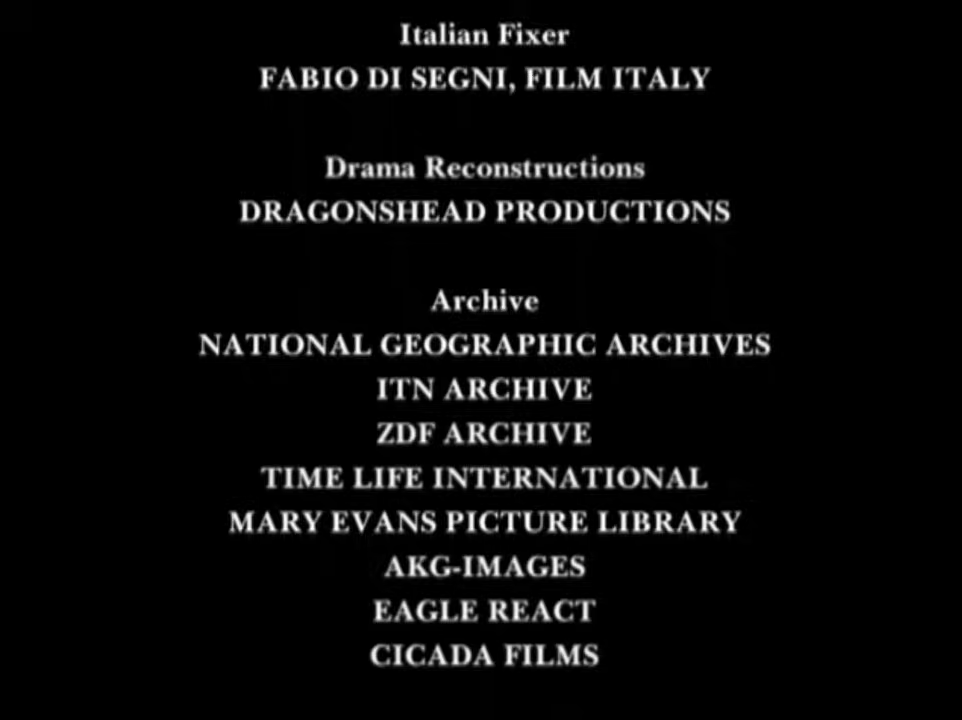 Italian Fixer
FABIO DI SEGNI, FILM ITALY
Drama Reconstructions
DRAGONSHEAD PRODUCTIONS
Archive
NATIONAL GEOGRAPHIC ARCHIVES
ITN ARCHIVE
ZDF ARCHIVE
TIME LIFE INTERNATIONAL
MARY EVANS PICTURE LIBRARY
AKG-IMAGES
EAGLE REACT
CICADA FILMS